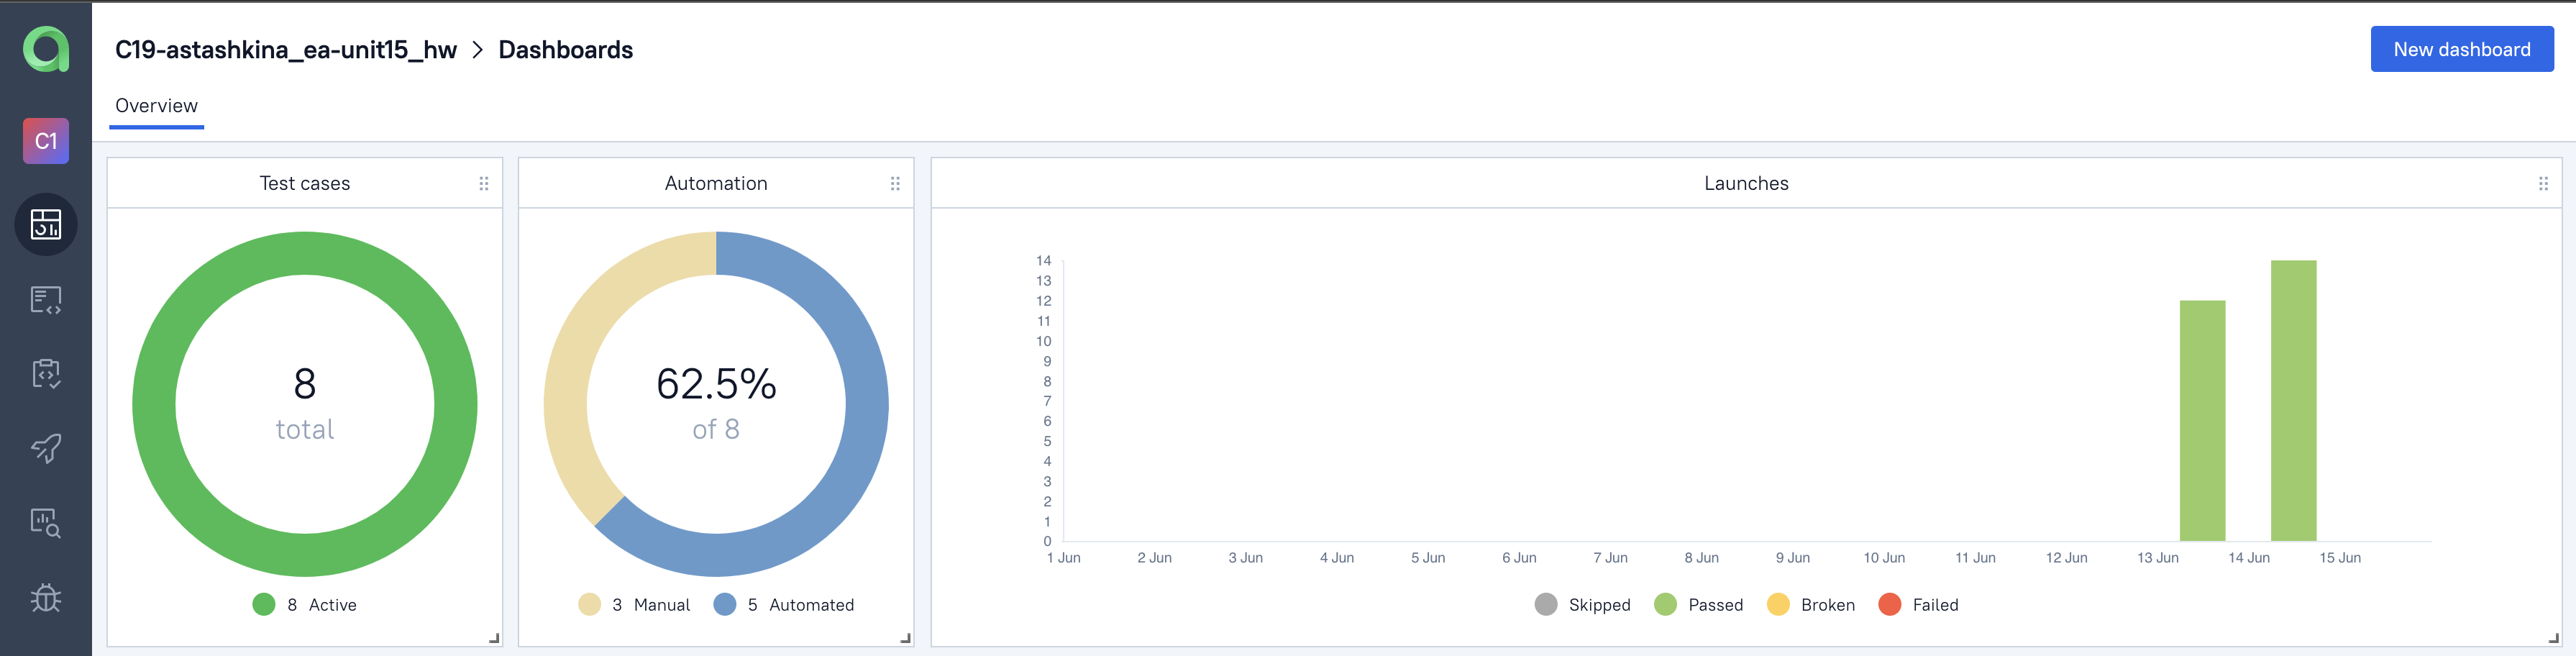 C19-astashkina_ea-unit15_hw > Dashboards
New dashboard
Overview
C1
Test cases
8
total
8 Active
Automation
62.5%
of 8
3 Manual 5 Automated
Launches
14
13
12
11
10
9
8
7
6
5
4
3
2
1
0
1 Jun 2 Jun 3 Jun 4 Jun 5 Jun 6 Jun 7 Jun 8 Jun 9 Jun 10 Jun 11 Jun 12 Jun 13 Jun 14 Jun 15 Jun
Skipped Passed Broken Failed